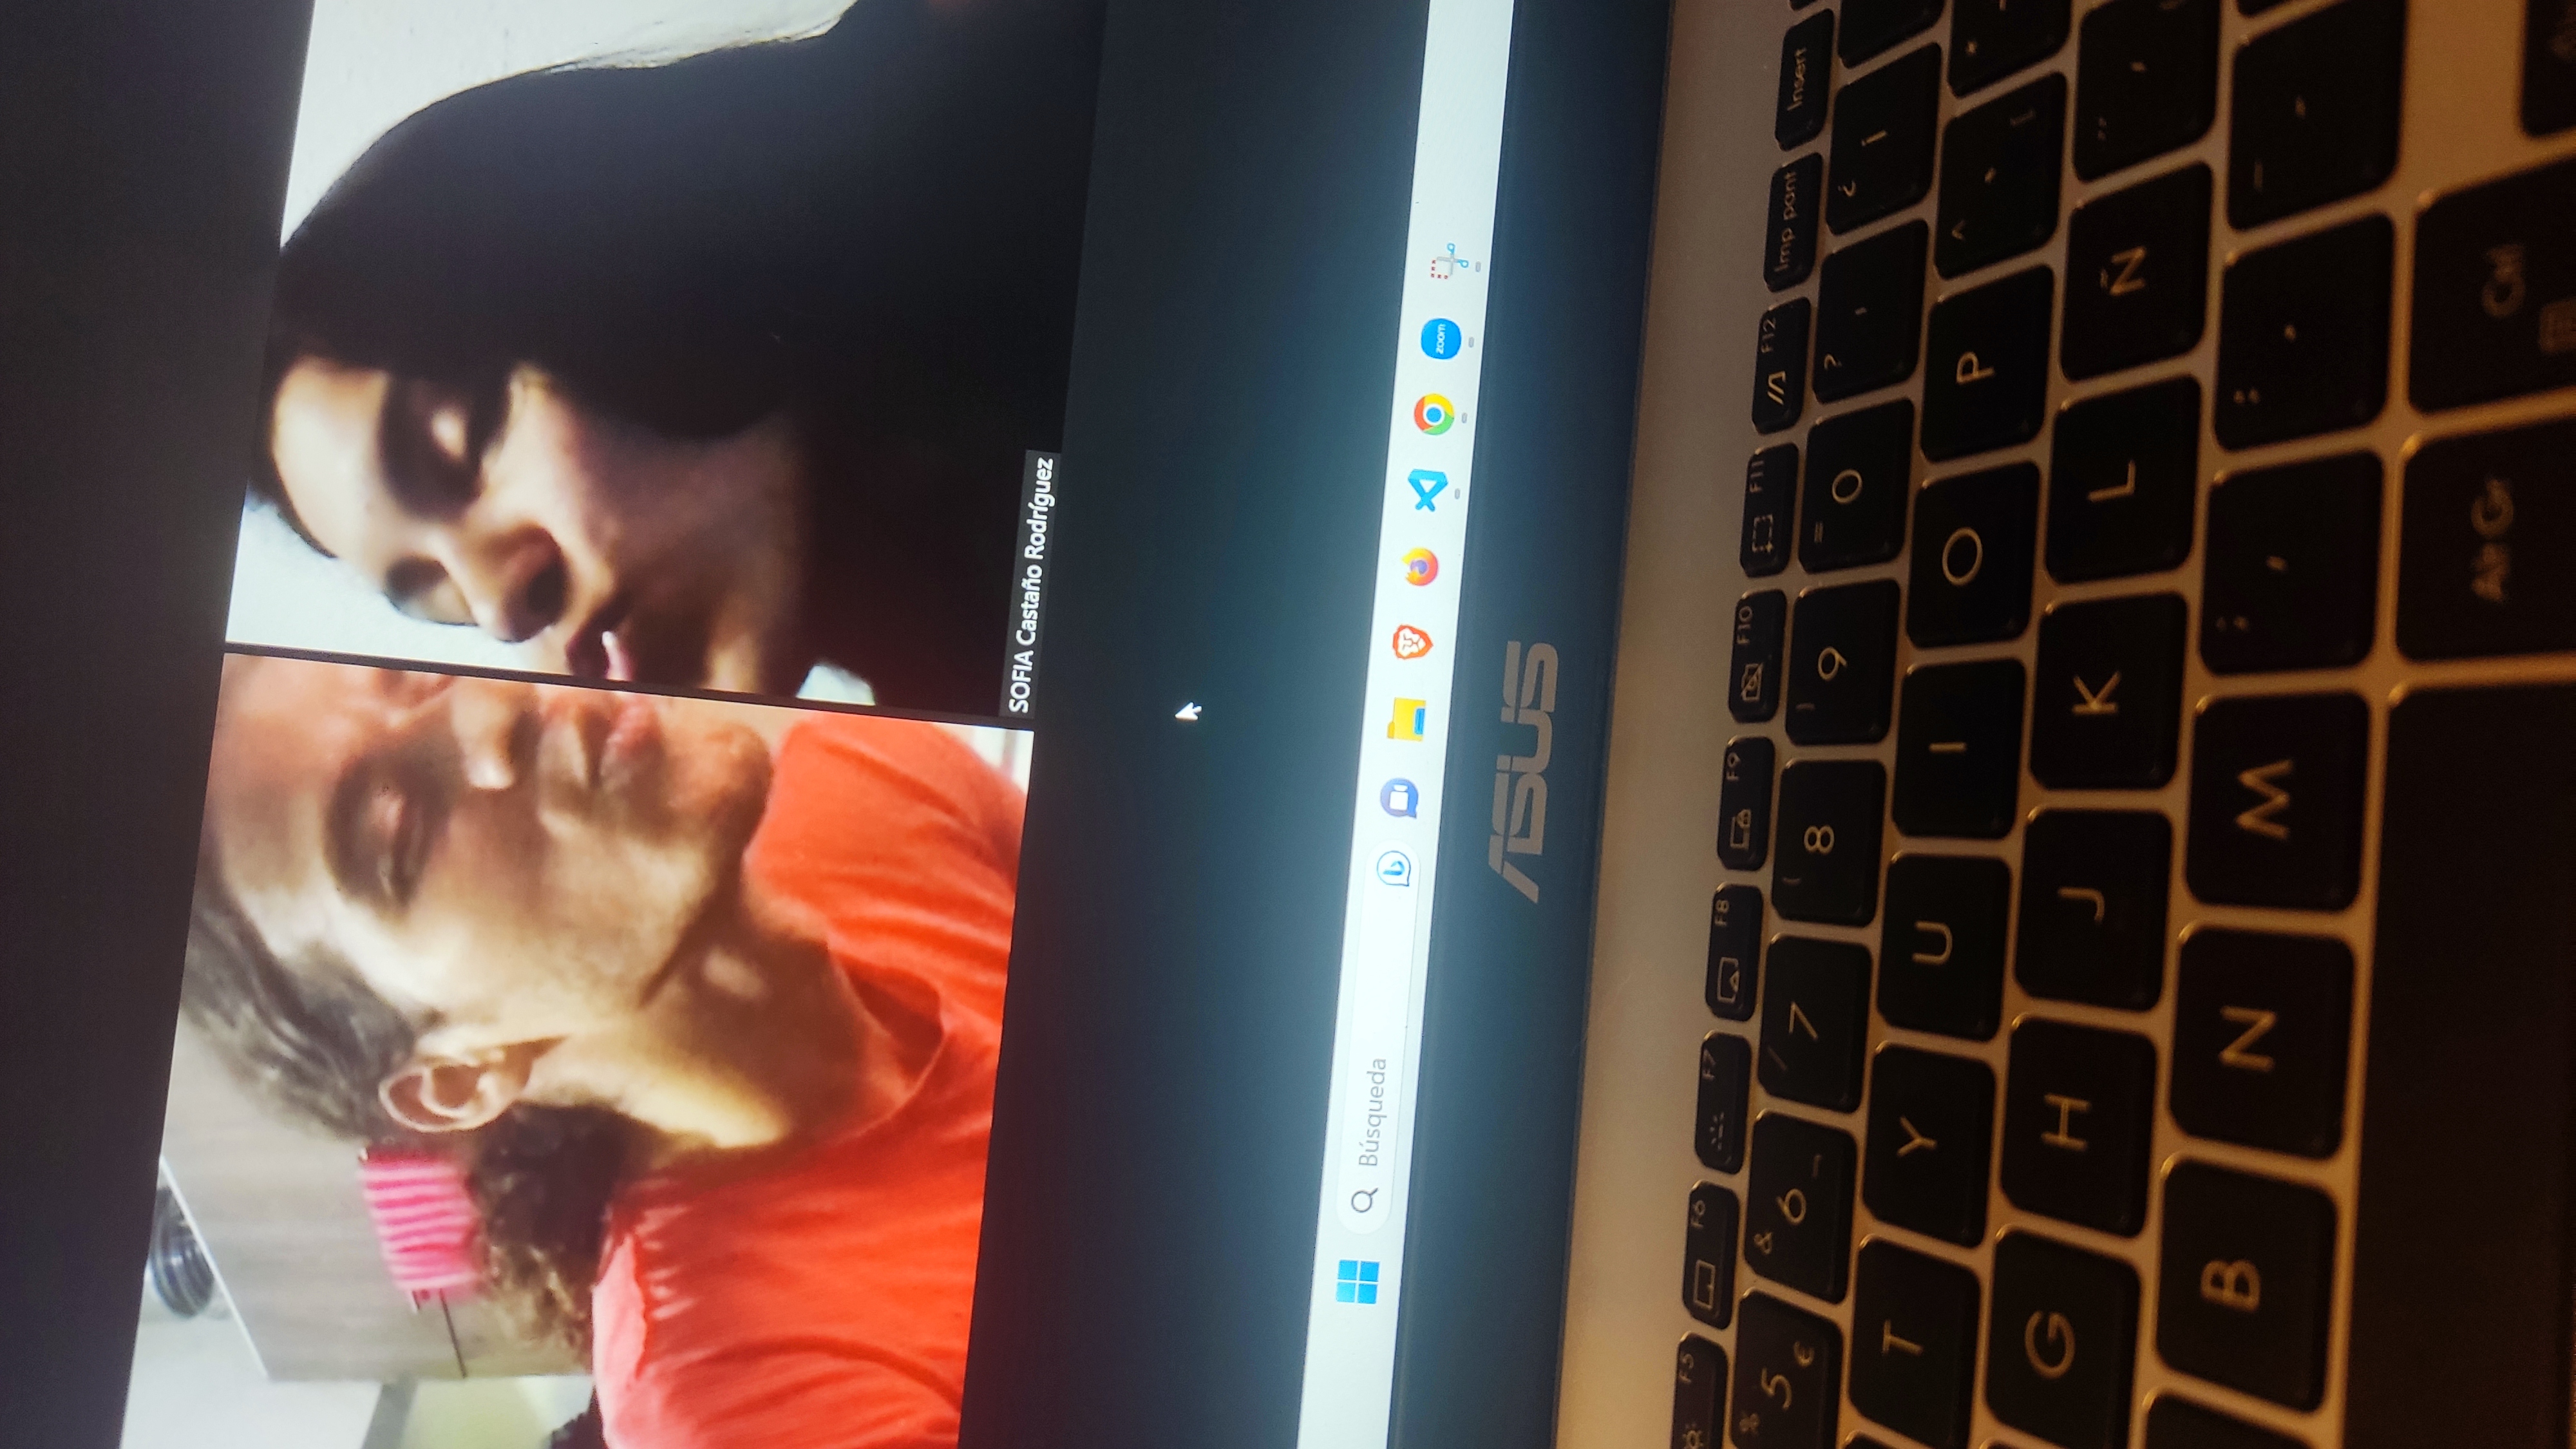 SOFIA Castaño Rodríguez
Búsqueda
zoom
ASUS
F5 F6 F7 F8 F9 F10 F11 F12 Imp pant Insert
% 5 € & 6 ¬ / 7 ( 8 ) 9 = 0 ? ' ¿ ¡
T Y U I O P ^ ` [ *
G H J K L Ñ ¨ ´
B N M ; , : . _ -
Alt Gr Ctrl